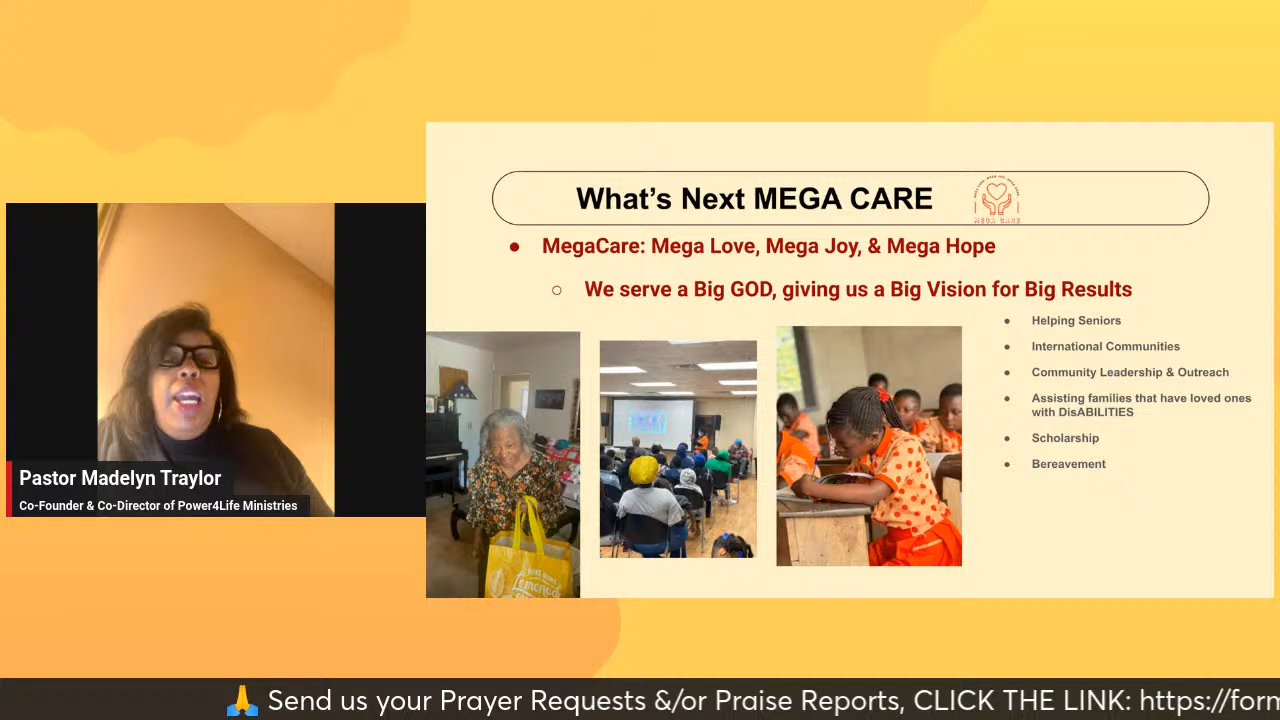 What's Next MEGA CARE
MEGA CARE
● MegaCare: Mega Love, Mega Joy, & Mega Hope
○ We serve a Big GOD, giving us a Big Vision for Big Results
● Helping Seniors
● International Communities
● Community Leadership & Outreach
● Assisting families that have loved ones
with DisABILITIES
● Scholarship
● Bereavement
Pastor Madelyn Traylor
Co-Founder & Co-Director of Power4Life Ministries
🙏 Send us your Prayer Requests &/or Praise Reports, CLICK THE LINK: https://forn